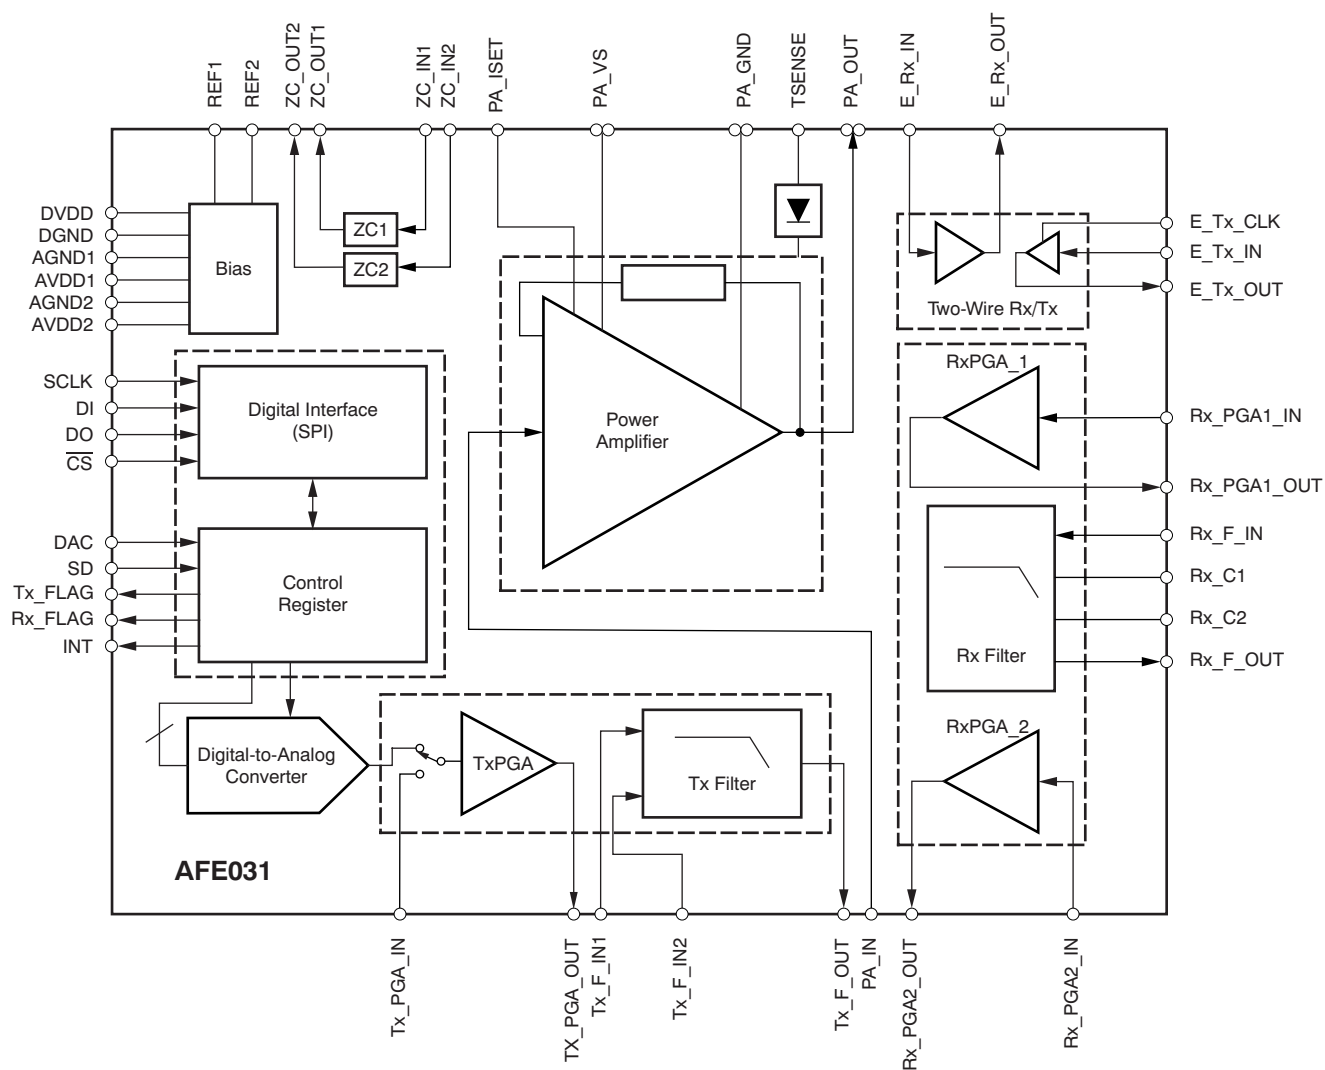 REF1
REF2
ZC_OUT2
ZC_OUT1
ZC_IN1
ZC_IN2
PA_ISET
PA_VS
PA_GND
TSENSE
PA_OUT
E_Rx_IN
E_Rx_OUT
DVDD
DGND
AGND1
AVDD1
AGND2
AVDD2
Bias
ZC1
ZC2
E_Tx_CLK
E_Tx_IN
E_Tx_OUT
Two-Wire Rx/Tx
SCLK
DI
DO
CS
Digital Interface
(SPI)
Power
Amplifier
RxPGA_1
Rx_PGA1_IN
Rx_PGA1_OUT
DAC
SD
Tx_FLAG
Rx_FLAG
INT
Control
Register
Rx_F_IN
Rx_C1
Rx_C2
Rx_F_OUT
Rx Filter
Digital-to-Analog
Converter
TxPGA
Tx Filter
RxPGA_2
AFE031
Tx_PGA_IN
TX_PGA_OUT
Tx_F_IN1
Tx_F_IN2
Tx_F_OUT
PA_IN
Rx_PGA2_OUT
Rx_PGA2_IN